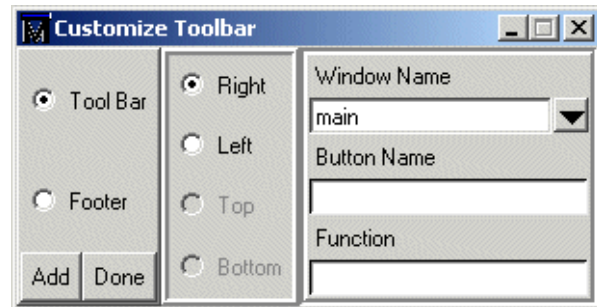 Customize Toolbar
Tool Bar
Footer
Add Done
Right
Left
Top
Bottom
Window Name
main
Button Name
Function